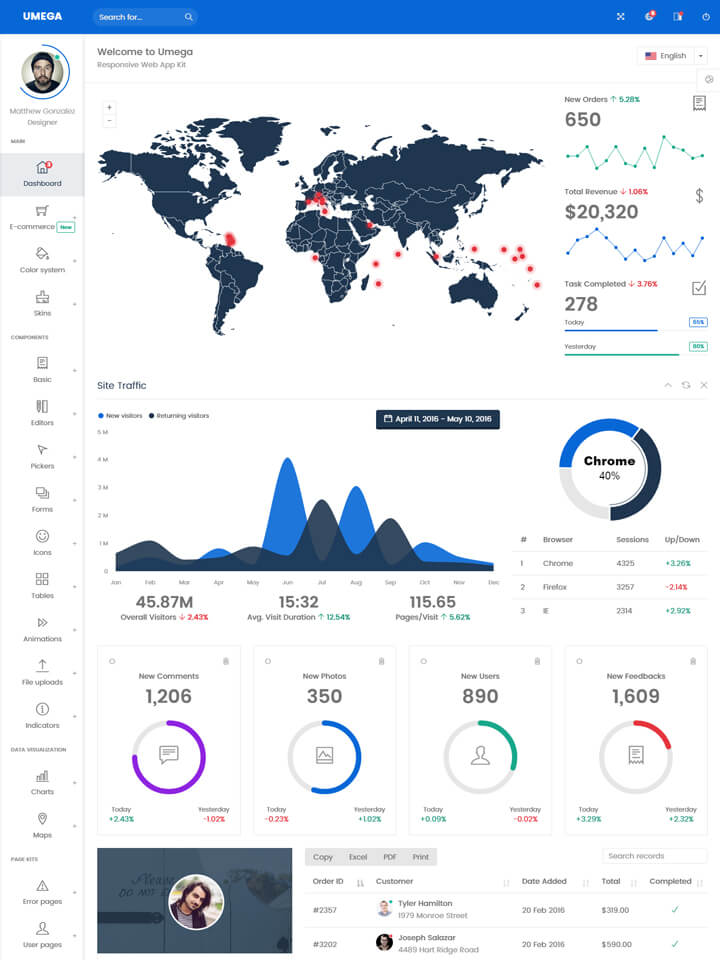 UMEGA
Search for...
Matthew Gonzalez
Designer
MAIN
Dashboard
E-commerce New
Color system
Skins
COMPONENTS
Basic
Editors
Pickers
Forms
Icons
Tables
Animations
File uploads
Indicators
DATA VISUALIZATION
Charts
Maps
PAGE KITS
Error pages
User pages
Welcome to Umega
Responsive Web App Kit
English
+
−
New Orders ↑ 5.28%
650
Total Revenue ↓ 1.06%
$20,320
Task Completed ↓ 3.76%
278
Today 65%
Yesterday 80%
Site Traffic
New visitors Returning visitors
April 11, 2016 - May 10, 2016
5 M
4 M
3 M
2 M
1 M
0
Jan Feb Mar Apr May Jun Jul Aug Sep Oct Nov Dec
45.87M
Overall Visitors ↓ 2.43%
15:32
Avg. Visit Duration ↑ 12.54%
115.65
Pages/Visit ↑ 5.62%
Chrome
40%
# Browser Sessions Up/Down
1 Chrome 4325 +3.26%
2 Firefox 3257 -2.14%
3 IE 2314 +2.92%
New Comments
1,206
Today Yesterday
+2.43% -1.02%
New Photos
350
Today Yesterday
-0.23% +1.02%
New Users
890
Today Yesterday
+0.09% -0.02%
New Feedbacks
1,609
Today Yesterday
+3.29% +2.32%
Please
DO NOT
Copy Excel PDF Print
Search records
Order ID Customer Date Added Total Completed
#2357 Tyler Hamilton 20 Feb 2016 $319.00 ✓
1979 Monroe Street
#3202 Joseph Salazar 20 Feb 2016 $590.00 ✓
4489 Hart Ridge Road